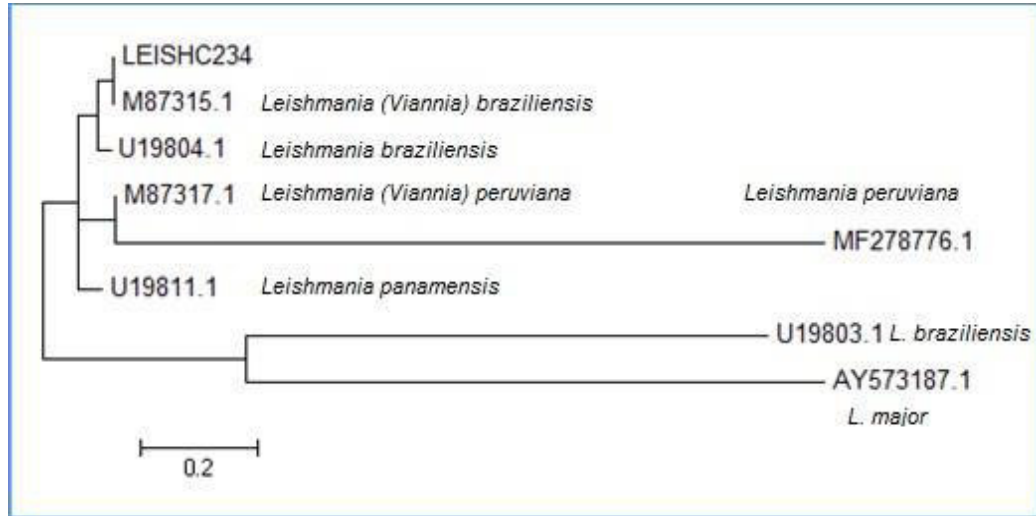 LEISHC234
M87315.1 Leishmania (Viannia) braziliensis
U19804.1 Leishmania braziliensis
M87317.1 Leishmania (Viannia) peruviana Leishmania peruviana
MF278776.1
U19811.1 Leishmania panamensis
U19803.1 L. braziliensis
AY573187.1
L. major
0.2